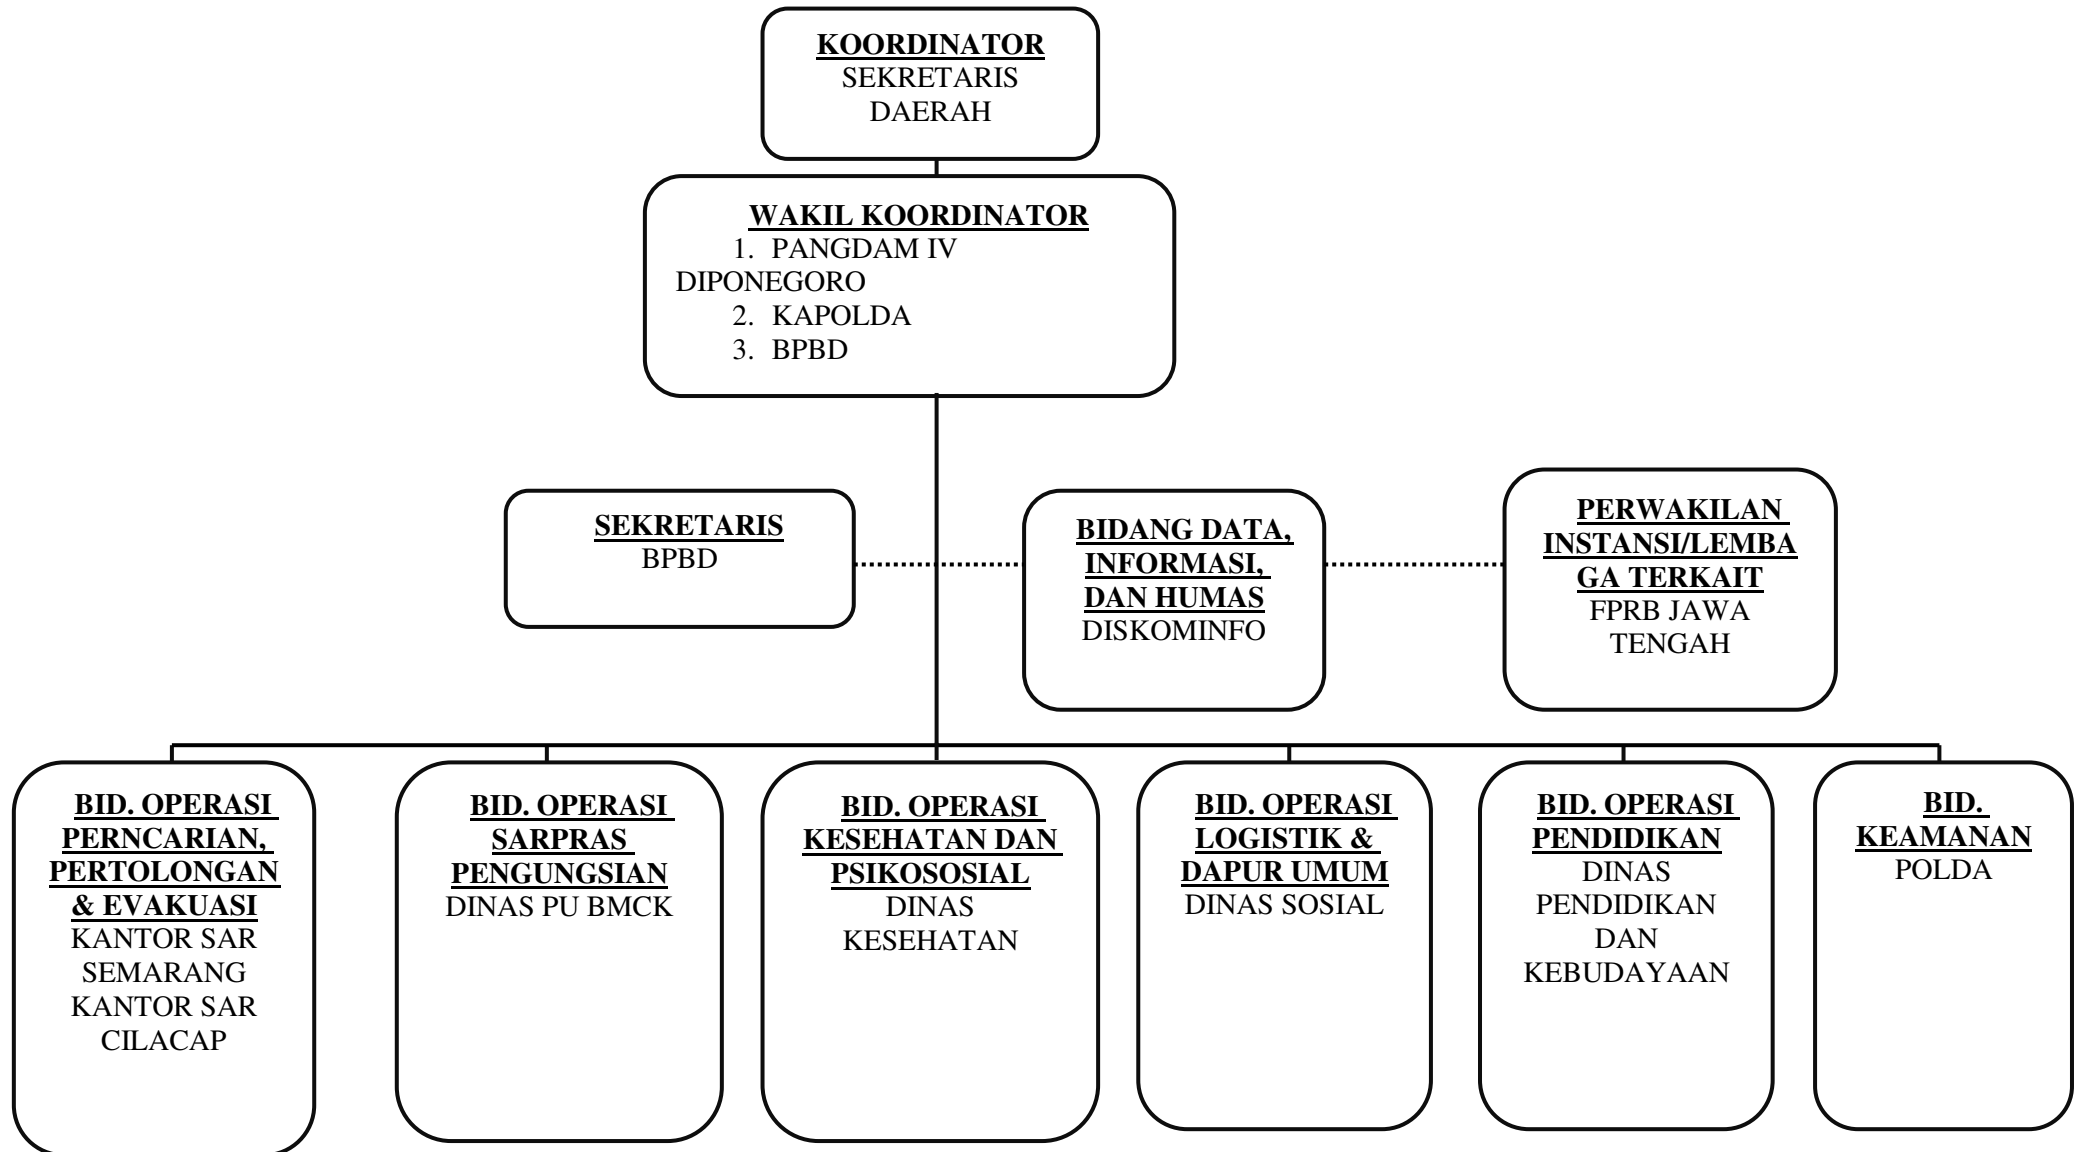 KOORDINATOR
SEKRETARIS
DAERAH
WAKIL KOORDINATOR
1. PANGDAM IV
DIPONEGORO
2. KAPOLDA
3. BPBD
SEKRETARIS
BPBD
BIDANG DATA,
INFORMASI,
DAN HUMAS
DISKOMINFO
PERWAKILAN
INSTANSI/LEMBA
GA TERKAIT
FPRB JAWA
TENGAH
BID. OPERASI
PERNCARIAN,
PERTOLONGAN
& EVAKUASI
KANTOR SAR
SEMARANG
KANTOR SAR
CILACAP
BID. OPERASI
SARPRAS
PENGUNGSIAN
DINAS PU BMCK
BID. OPERASI
KESEHATAN DAN
PSIKOSOSIAL
DINAS
KESEHATAN
BID. OPERASI
LOGISTIK &
DAPUR UMUM
DINAS SOSIAL
BID. OPERASI
PENDIDIKAN
DINAS
PENDIDIKAN
DAN
KEBUDAYAAN
BID.
KEAMANAN
POLDA